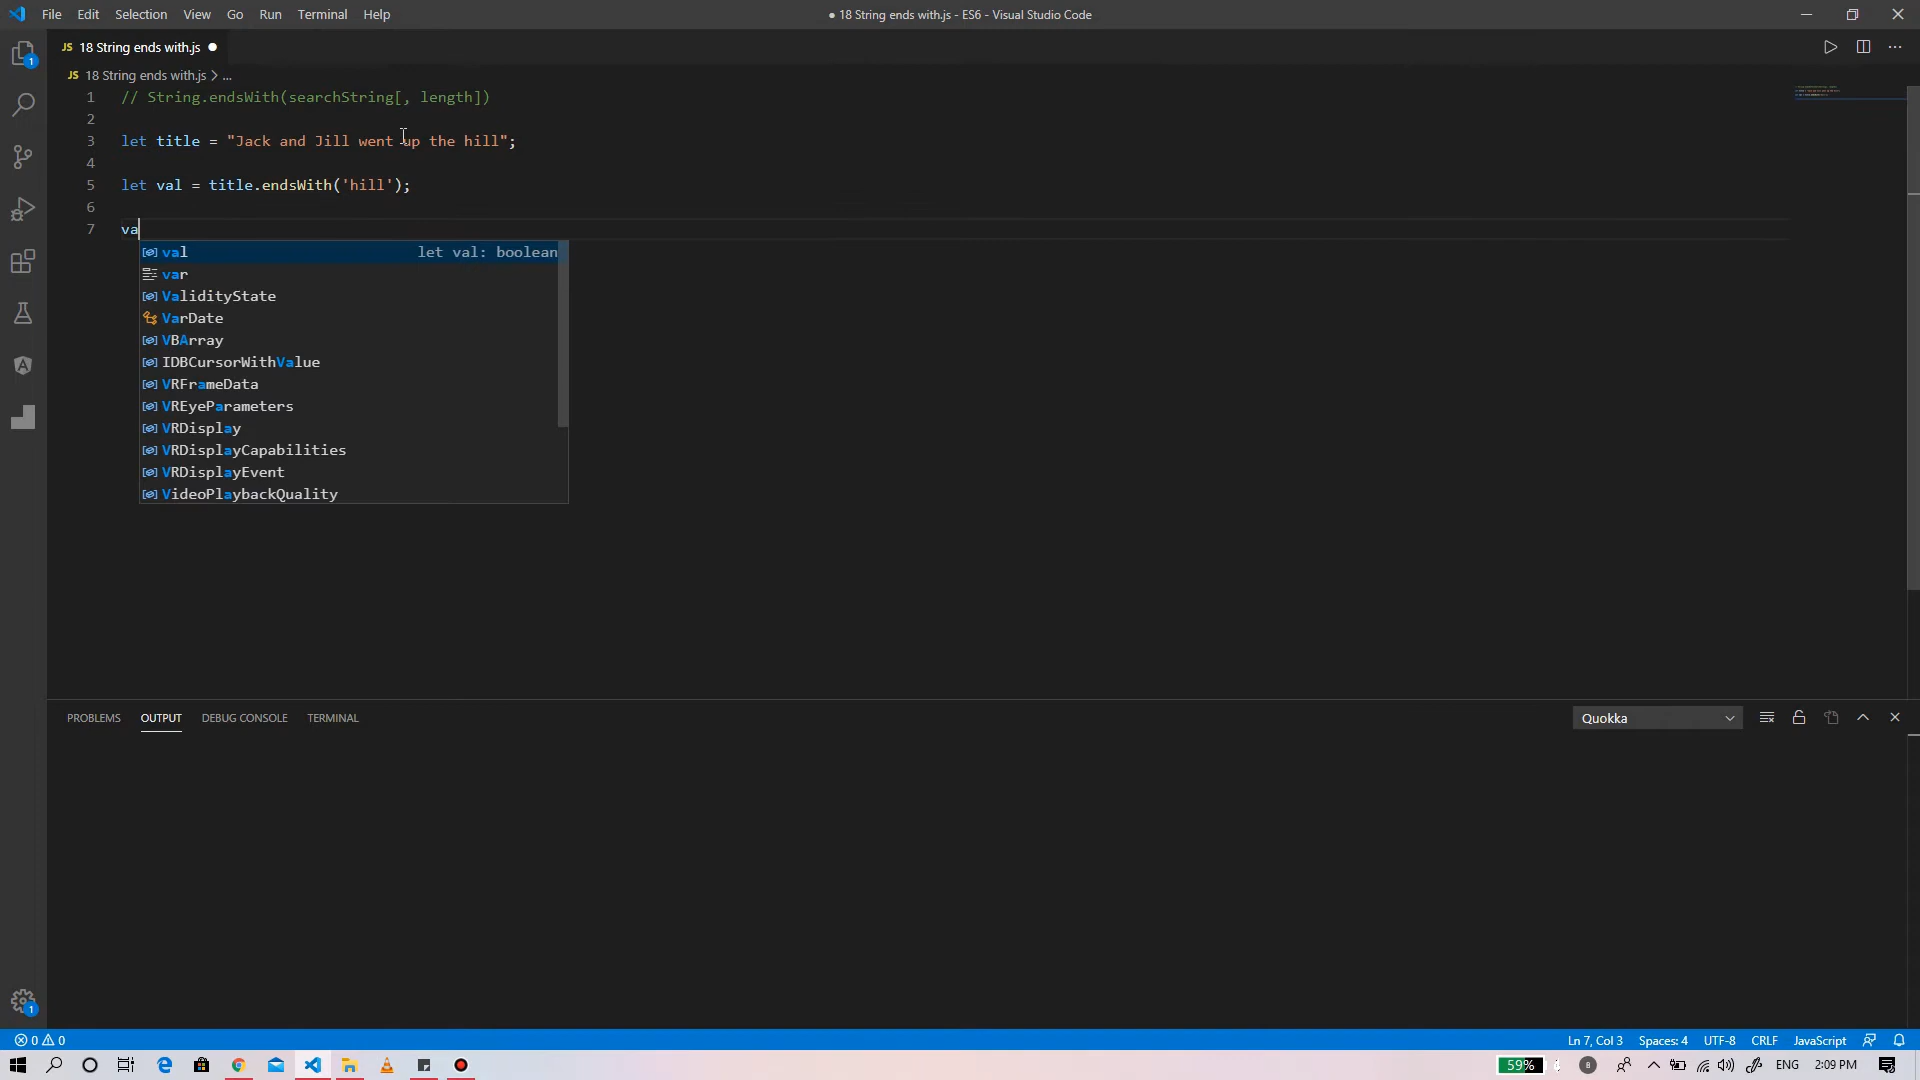 File Edit Selection View Go Run Terminal Help
● 18 String ends with.js - ES6 - Visual Studio Code
JS 18 String ends with.js ●
JS 18 String ends with.js > ...
1 // String.endsWith(searchString[, length])
2
3 let title = "Jack and Jill went up the hill";
4
5 let val = title.endsWith('hill');
6
7 va
val let val: boolean
var
ValidityState
VarDate
VBArray
IDBCursorWithValue
VRFrameData
VREyeParameters
VRDisplay
VRDisplayCapabilities
VRDisplayEvent
VideoPlaybackQuality
PROBLEMS OUTPUT DEBUG CONSOLE TERMINAL
Quokka
0 0
Ln 7, Col 3 Spaces: 4 UTF-8 CRLF JavaScript
59% ENG 2:09 PM